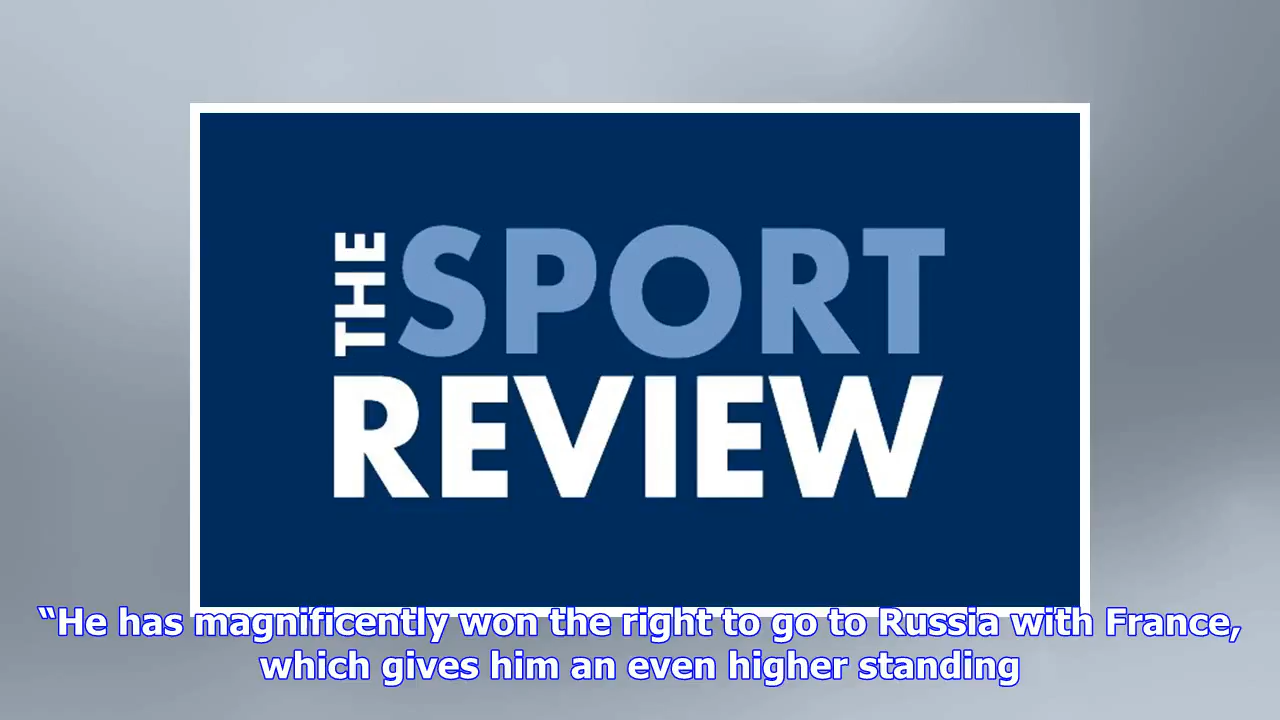 THE SPORT
REVIEW
“He has magnificently won the right to go to Russia with France,
which gives him an even higher standing